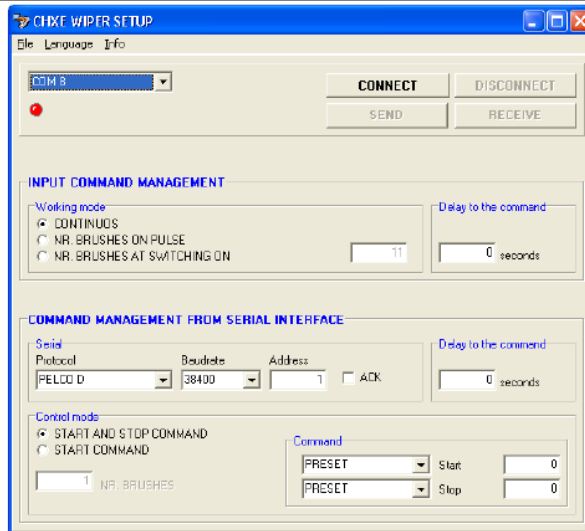 CHXE WIPER SETUP
File Language Info
COM 8
CONNECT DISCONNECT
SEND RECEIVE
INPUT COMMAND MANAGEMENT
Working mode
CONTINUOS
NR. BRUSHES ON PULSE
NR. BRUSHES AT SWITCHING ON
11
Delay to the command
0 seconds
COMMAND MANAGEMENT FROM SERIAL INTERFACE
Serial
Protocol Baudrate Address
PELCO D 38400 1 ACK
Delay to the command
0 seconds
Control mode
START AND STOP COMMAND
START COMMAND
1 NR. BRUSHES
Command
PRESET Start 0
PRESET Stop 0